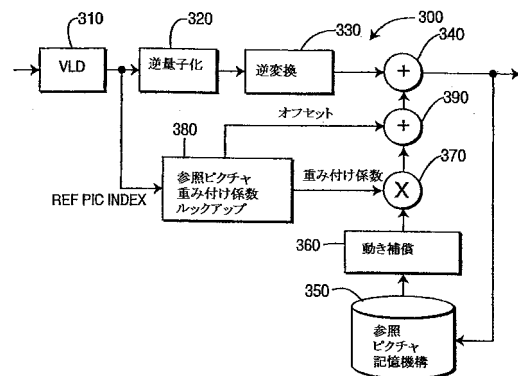 310
VLD
320
逆量子化
330
逆変換
300
340
+
オフセット
390
+
380
参照ピクチャ
重み付け係数
ルックアップ
重み付け係数
370
X
REF PIC INDEX
360
動き補償
350
参照
ピクチャ
記憶機構